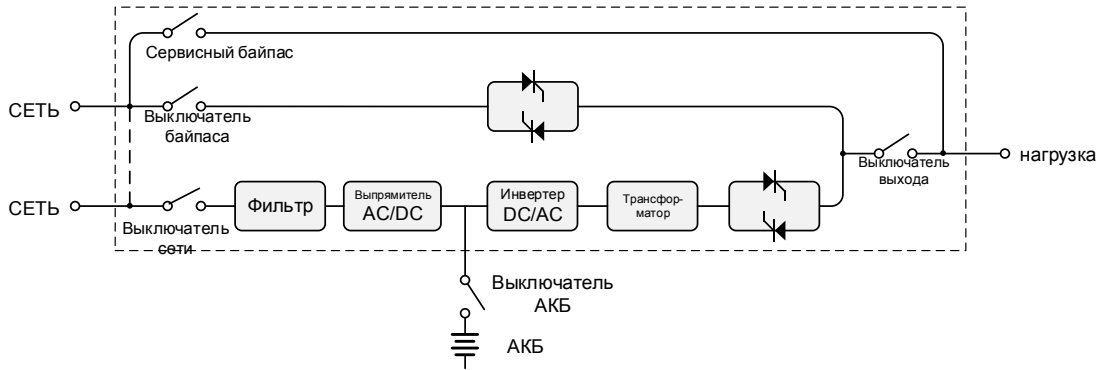 Сервисный байпас
СЕТЬ
Выключатель
байпаса
Выключатель
выхода
нагрузка
СЕТЬ
Фильтр
Выпрямитель
AC/DC
Инвертер
DC/AC
Трансфор-
матор
Выключатель
сети
Выключатель
АКБ
АКБ